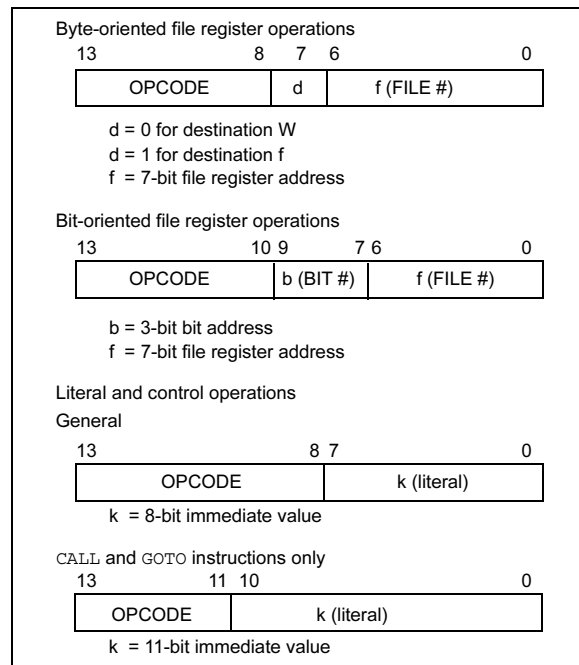 Byte-oriented file register operations
13 8 7 6 0
OPCODE d f (FILE #)
d = 0 for destination W
d = 1 for destination f
f = 7-bit file register address
Bit-oriented file register operations
13 10 9 7 6 0
OPCODE b (BIT #) f (FILE #)
b = 3-bit bit address
f = 7-bit file register address
Literal and control operations
General
13 8 7 0
OPCODE k (literal)
k = 8-bit immediate value
CALL and GOTO instructions only
13 11 10 0
OPCODE k (literal)
k = 11-bit immediate value